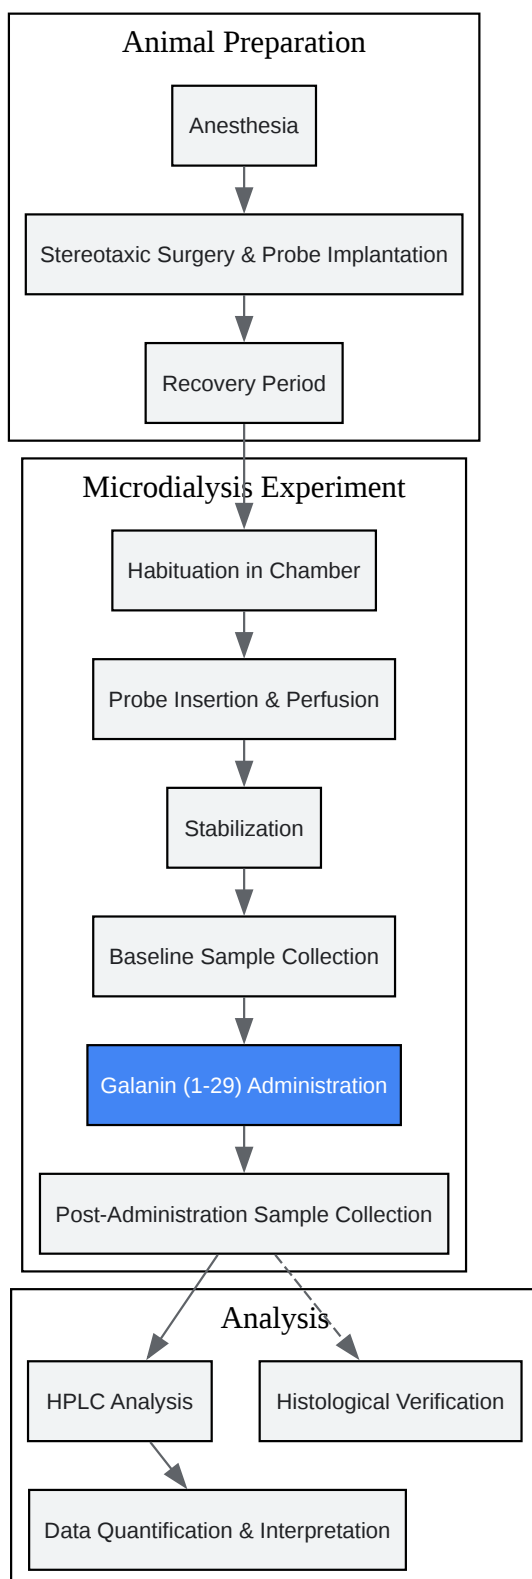 Animal Preparation
Anesthesia
Stereotaxic Surgery & Probe Implantation
Recovery Period
Microdialysis Experiment
Habituation in Chamber
Probe Insertion & Perfusion
Stabilization
Baseline Sample Collection
Galanin (1-29) Administration
Post-Administration Sample Collection
Analysis
HPLC Analysis
Histological Verification
Data Quantification & Interpretation